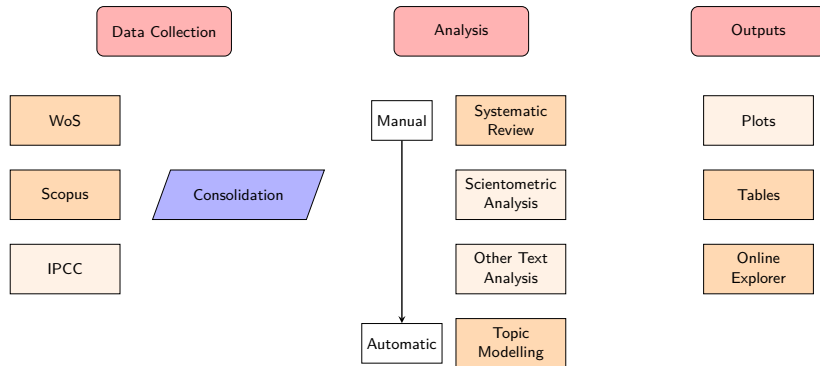 Data Collection
Analysis
Outputs
WoS
Manual
Systematic
Review
Plots
Scopus
Consolidation
Scientometric
Analysis
Tables
IPCC
Other Text
Analysis
Online
Explorer
Automatic
Topic
Modelling